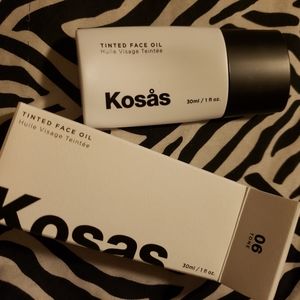 TINTED FACE OIL
Huile Visage Teintée
Kosås
30ml / 1 fl oz.
TINTED FACE OIL
Huile Visage Teintée
Kosas
30ml / 1 fl oz.
06
TONE